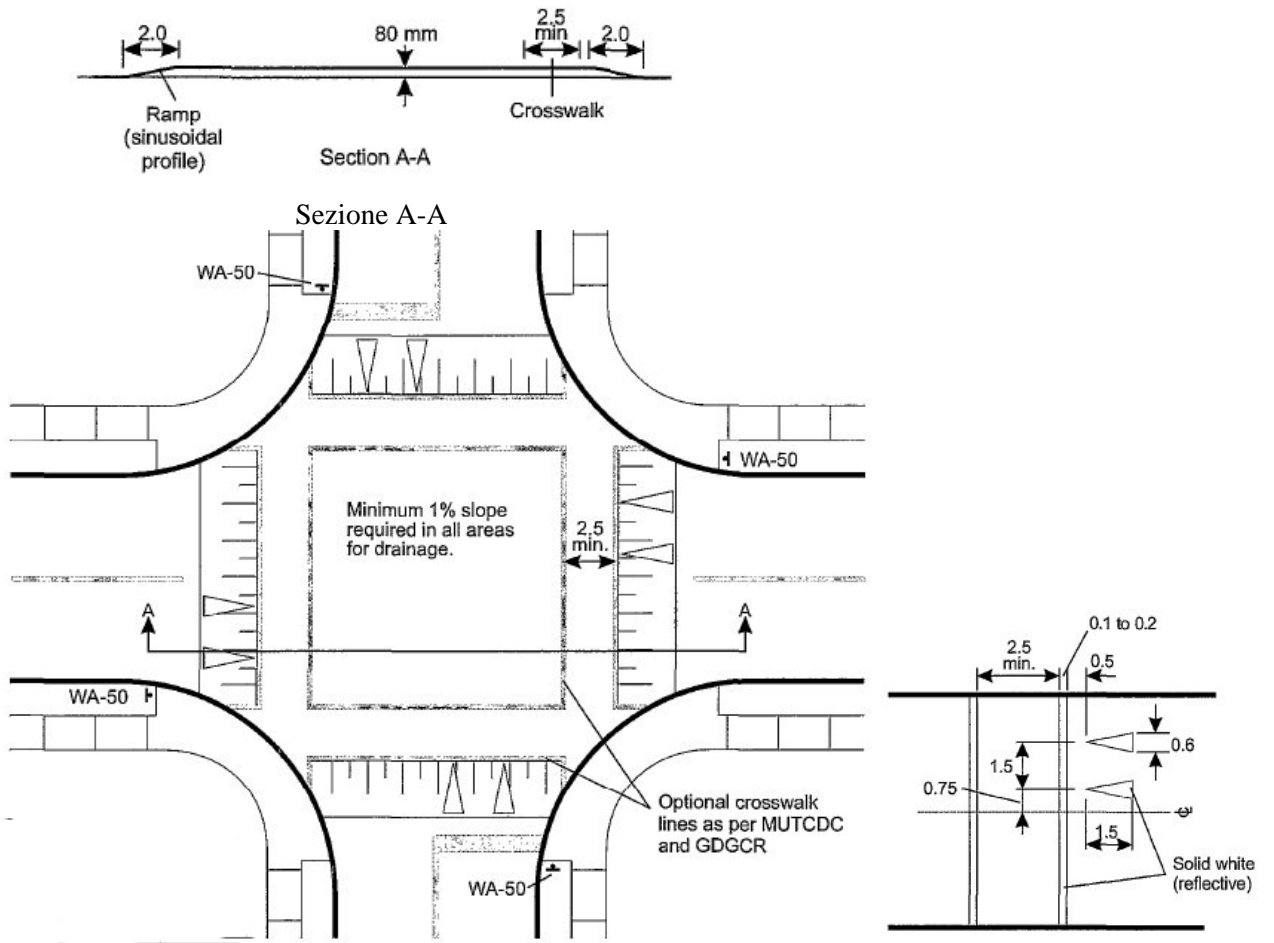 2.0
80 mm
2.5
min
2.0
Ramp
(sinusoidal
profile)
Crosswalk
Section A-A
Sezione A-A
WA-50
WA-50
Minimum 1% slope
required in all areas
for drainage.
2.5
min.
A
A
WA-50
Optional crosswalk
lines as per MUTCDC
and GDGCR
WA-50
0.1 to 0.2
2.5
min.
0.5
0.6
1.5
0.75
1.5
Solid white
(reflective)